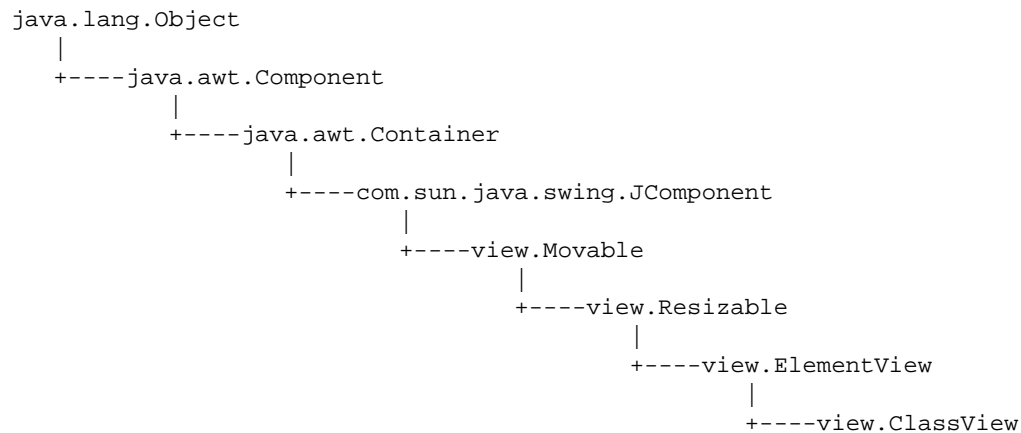 java.lang.Object
|
+----java.awt.Component
|
+----java.awt.Container
|
+----com.sun.java.swing.JComponent
|
+----view.Movable
|
+----view.Resizable
|
+----view.ElementView
|
+----view.ClassView